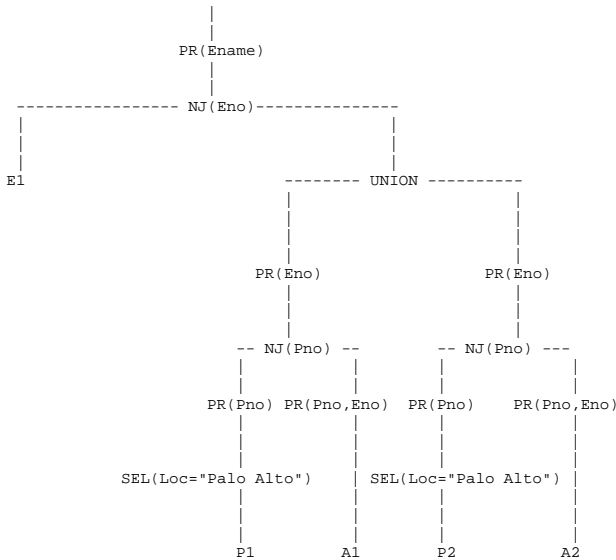 PR(Ename)
NJ(Eno)
E1
UNION
PR(Eno) PR(Eno)
NJ(Pno) NJ(Pno)
PR(Pno) PR(Pno,Eno) PR(Pno) PR(Pno,Eno)
SEL(Loc="Palo Alto") SEL(Loc="Palo Alto")
P1 A1 P2 A2